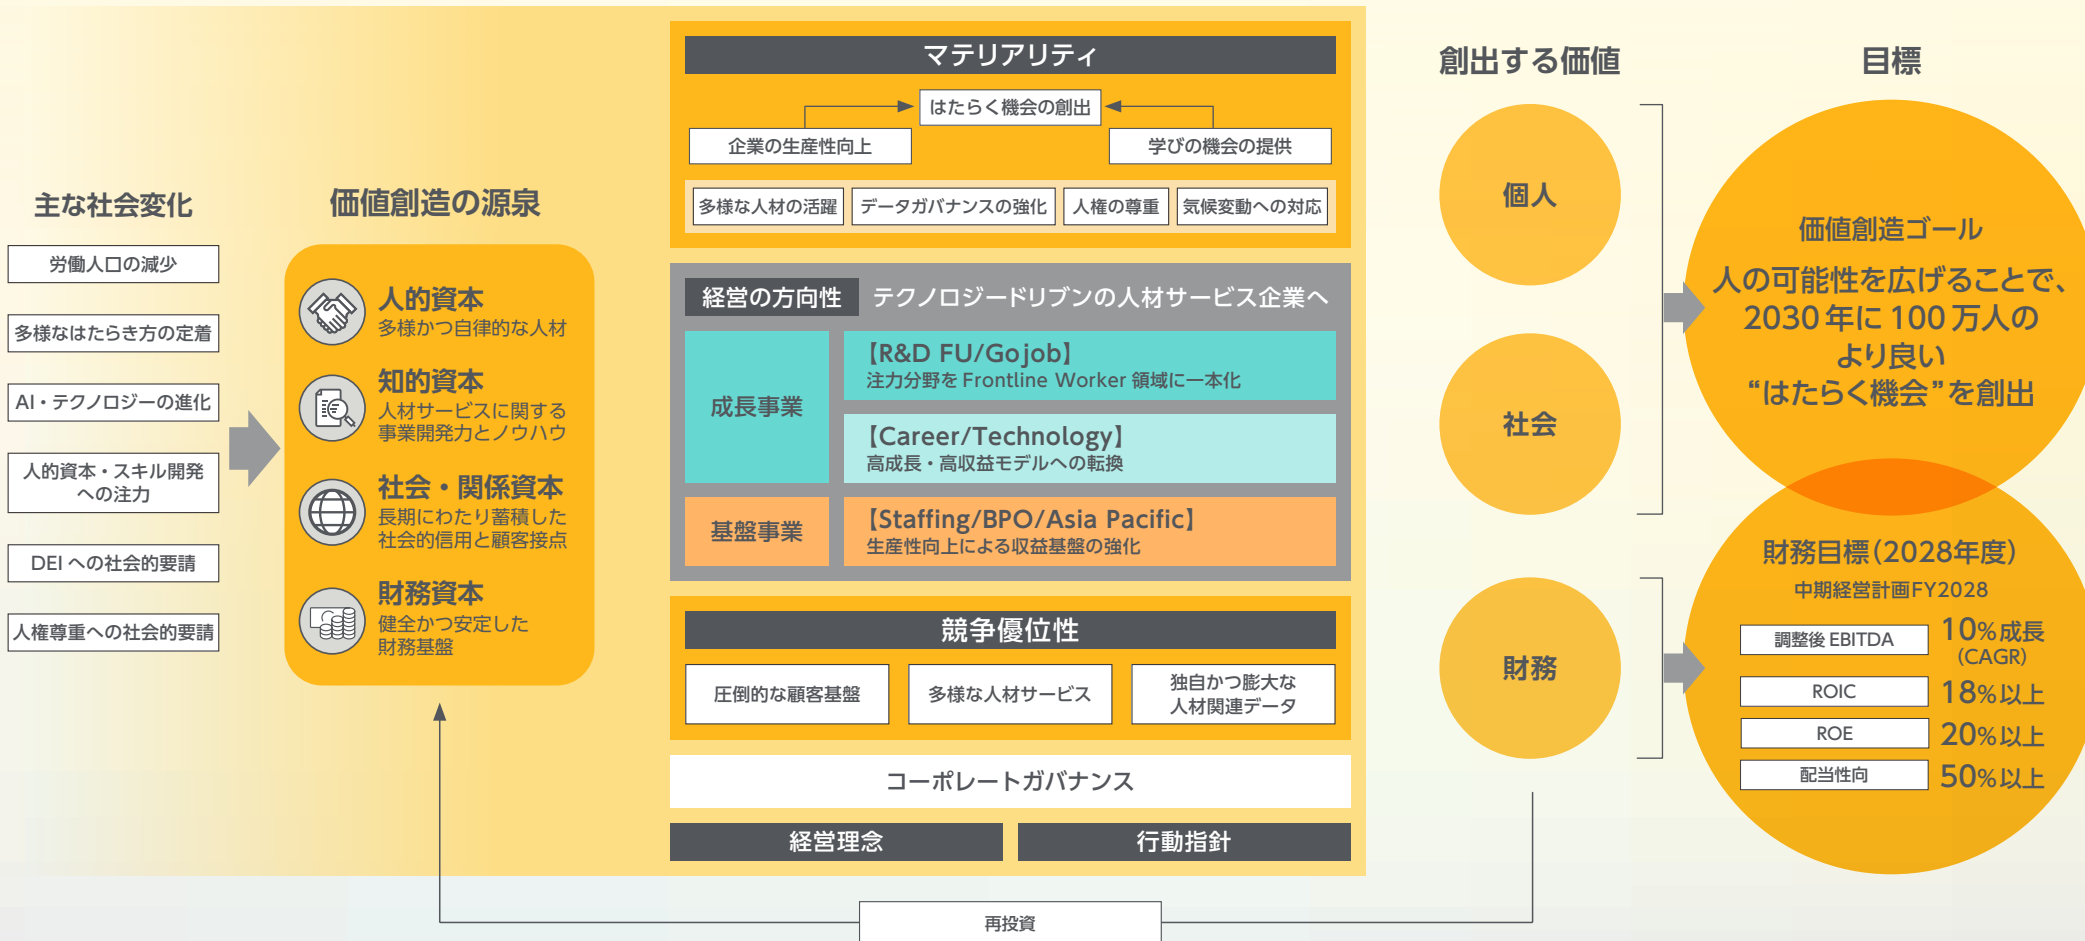 主な社会変化
労働人口の減少
多様なはたらき方の定着
AI・テクノロジーの進化
人的資本・スキル開発
への注力
DEI への社会的要請
人権尊重への社会的要請
価値創造の源泉
人的資本
多様かつ自律的な人材
知的資本
人材サービスに関する
事業開発力とノウハウ
社会・関係資本
長期にわたり蓄積した
社会的信用と顧客接点
財務資本
健全かつ安定した
財務基盤
マテリアリティ
はたらく機会の創出
企業の生産性向上
学びの機会の提供
多様な人材の活躍
データガバナンスの強化
人権の尊重
気候変動への対応
経営の方向性
テクノロジードリブンの人材サービス企業へ
成長事業
【R&D FU/Gojob】
注力分野を Frontline Worker 領域に一本化
【Career/Technology】
高成長・高収益モデルへの転換
基盤事業
【Staffing/BPO/Asia Pacific】
生産性向上による収益基盤の強化
競争優位性
圧倒的な顧客基盤
多様な人材サービス
独自かつ膨大な
人材関連データ
コーポレートガバナンス
経営理念
行動指針
再投資
創出する価値
個人
社会
財務
目標
価値創造ゴール
人の可能性を広げることで、
2030 年に 100 万人の
より良い
“はたらく機会”を創出
財務目標（2028年度）
中期経営計画FY2028
調整後 EBITDA
10%成長
(CAGR)
ROIC
18%以上
ROE
20%以上
配当性向
50%以上